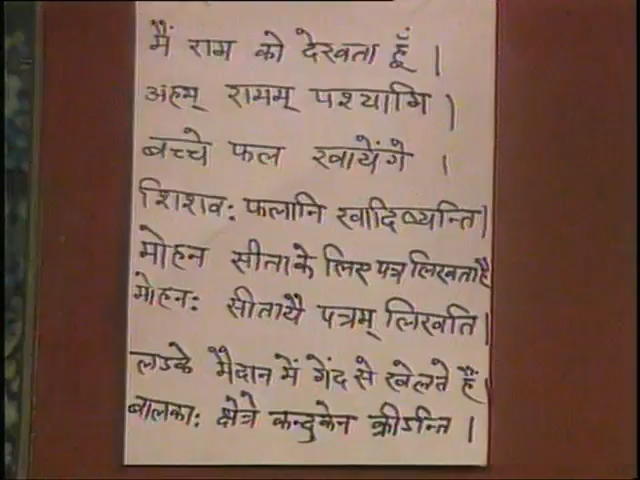 मैं राम को देखता हूँ ।
अहम् रामम् पश्यामि ।
बच्चे फल खायेंगे ।
शिशव: फलानि खादिष्यन्ति।
मोहन सीता के लिए पत्र लिखता है
मोहन: सीतायै पत्रम् लिखति।
लडके मैदान में गेंद से खेलते हैं।
बालका: क्षेत्रे कन्दुकेन क्रीडन्ति ।